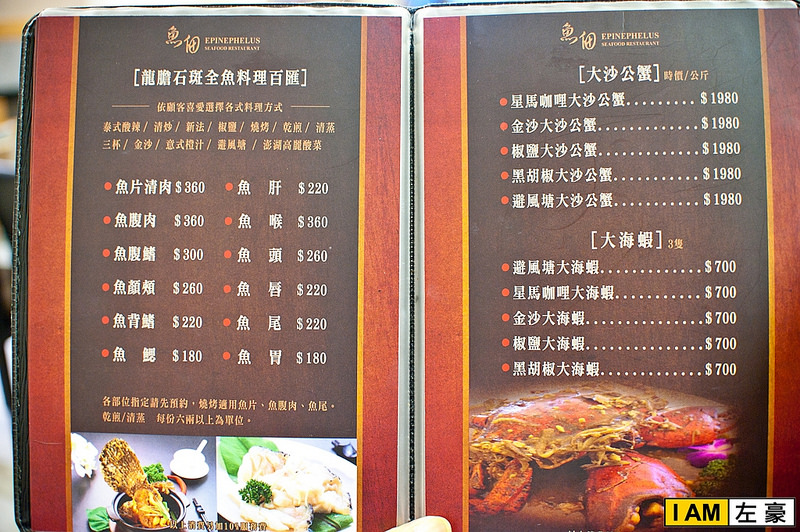 魚佃 EPINEPHELUS
SEAFOOD RESTAURANT
[龍膽石斑全魚料理百匯]
依顧客喜愛選擇各式料理方式
泰式酸辣/ 清炒/ 新法/ 椒鹽/ 燒烤/ 乾煎/ 清蒸
三杯/ 金沙/ 意式橙汁/ 避風塘/ 澎湖高麗酸菜
魚片清肉 $360 魚 肝 $220
魚腹肉 $360 魚 喉 $360
魚腹鰭 $300 魚 頭 $260
魚顏頰 $260 魚 唇 $220
魚背鰭 $220 魚 尾 $220
魚 鰓 $180 魚 胃 $180
各部位指定請先預約，燒烤適用魚片、魚腹肉、魚尾。
乾煎/清蒸 每份六兩以上為單位。
EPINEPHELUS
SEAFOOD RESTAURANT
[大沙公蟹] 時價/公斤
星馬咖哩大沙公蟹......... $1980
金沙大沙公蟹............. $1980
椒鹽大沙公蟹............. $1980
黑胡椒大沙公蟹........... $1980
避風塘大沙公蟹........... $1980
[大海蝦] 3隻
避風塘大海蝦............. $700
星馬咖哩大海蝦........... $700
金沙大海蝦............... $700
椒鹽大海蝦............... $700
黑胡椒大海蝦............. $700
I AM 左豪